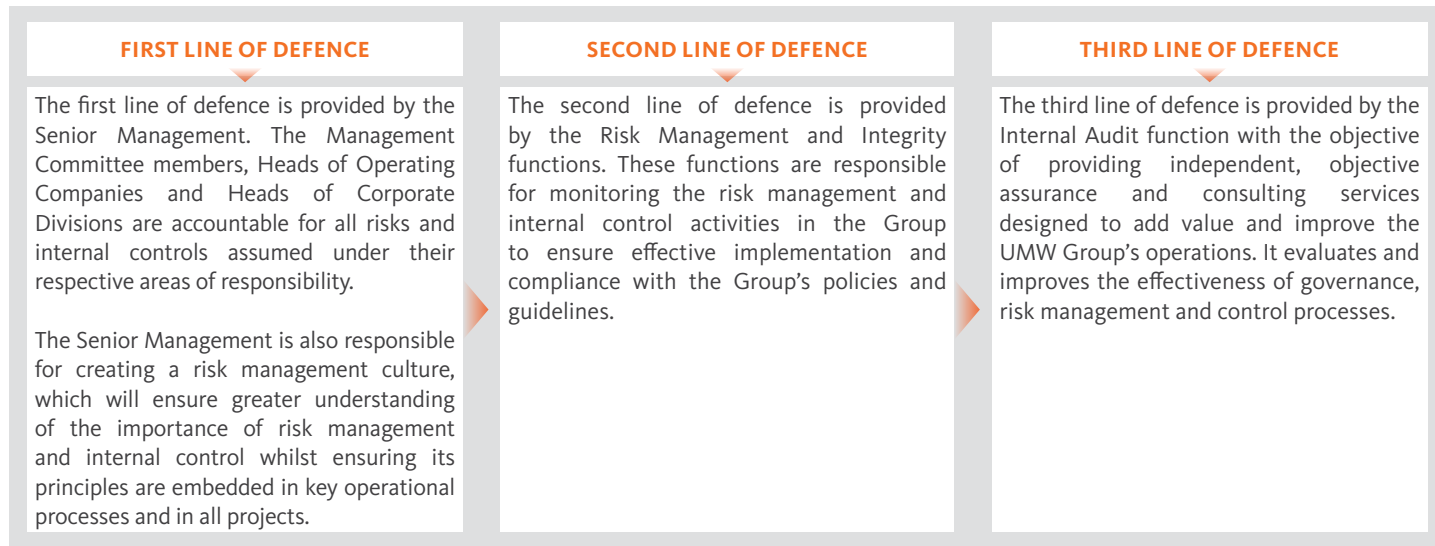 FIRST LINE OF DEFENCE
The first line of defence is provided by the
Senior Management. The Management
Committee members, Heads of Operating
Companies and Heads of Corporate
Divisions are accountable for all risks and
internal controls assumed under their
respective areas of responsibility.
The Senior Management is also responsible
for creating a risk management culture,
which will ensure greater understanding
of the importance of risk management
and internal control whilst ensuring its
principles are embedded in key operational
processes and in all projects.
SECOND LINE OF DEFENCE
The second line of defence is provided
by the Risk Management and Integrity
functions. These functions are responsible
for monitoring the risk management and
internal control activities in the Group
to ensure effective implementation and
compliance with the Group's policies and
guidelines.
THIRD LINE OF DEFENCE
The third line of defence is provided by the
Internal Audit function with the objective
of providing independent, objective
assurance and consulting services
designed to add value and improve the
UMW Group's operations. It evaluates and
improves the effectiveness of governance,
risk management and control processes.